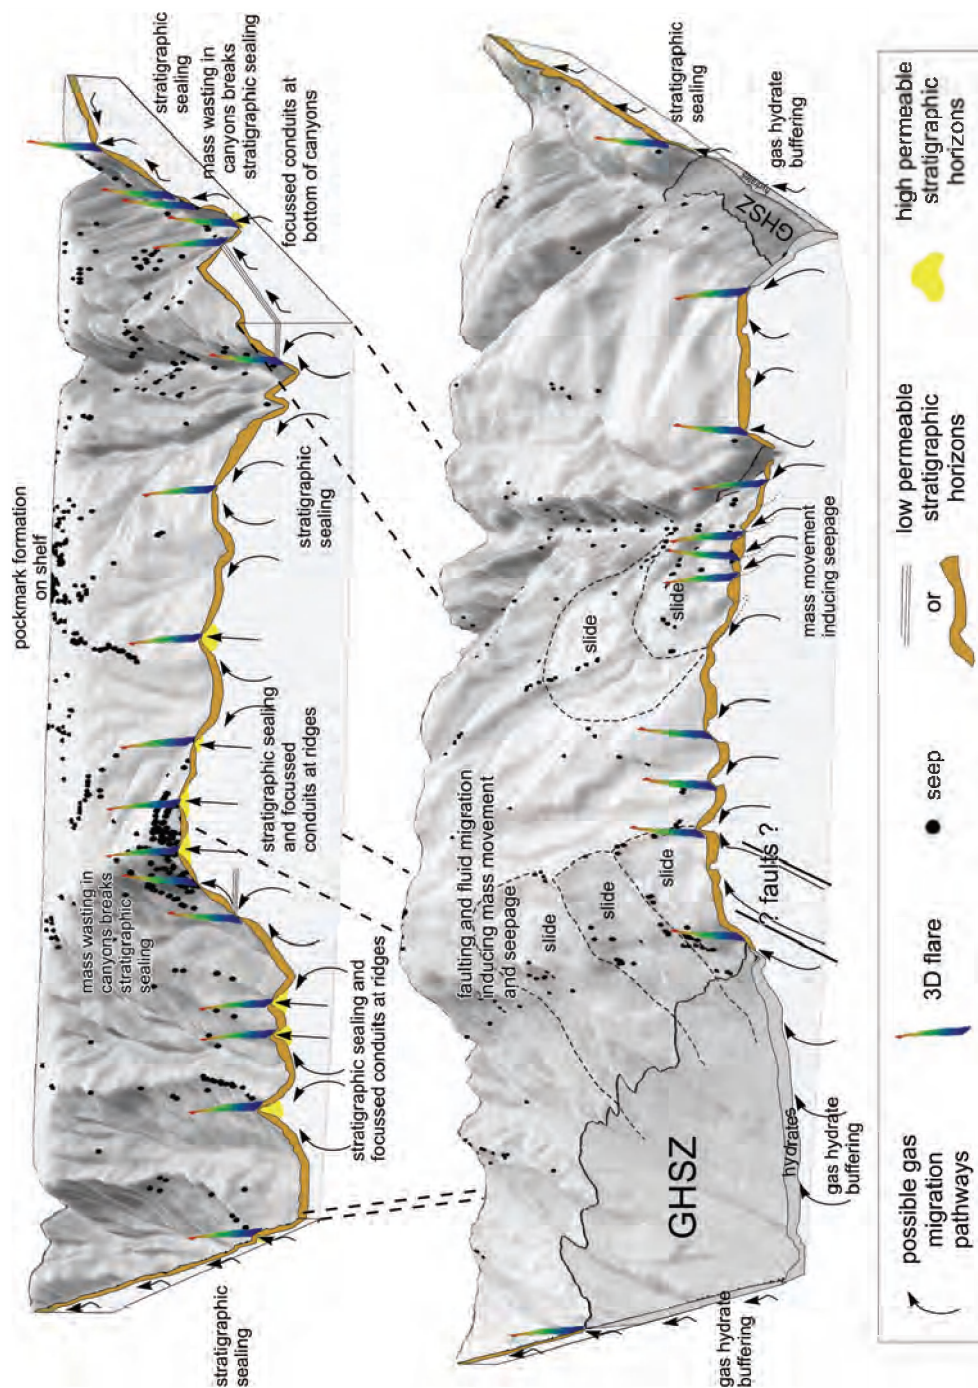 pockmark formation
on shelf
stratigraphic
sealing
stratigraphic sealing and
focussed conduits at ridges
mass wasting in
canyons breaks
stratigraphic
sealing
stratigraphic sealing
and focussed
conduits at ridges
stratigraphic
sealing
focussed conduits at
bottom of canyons
mass wasting in
canyons breaks
stratigraphic sealing
stratigraphic
sealing
gas hydrate
buffering
GHSZ
hydrates
gas hydrate
buffering
faulting and fluid migration
inducing mass movement
and seepage
slide
slide
slide
? faults ?
slide
slide
mass movement
inducing seepage
GHSZ
gas hydrate
buffering
stratigraphic
sealing
possible gas
migration
pathways
3D flare
seep
or
low permeable
stratigraphic
horizons
high permeable
stratigraphic
horizons